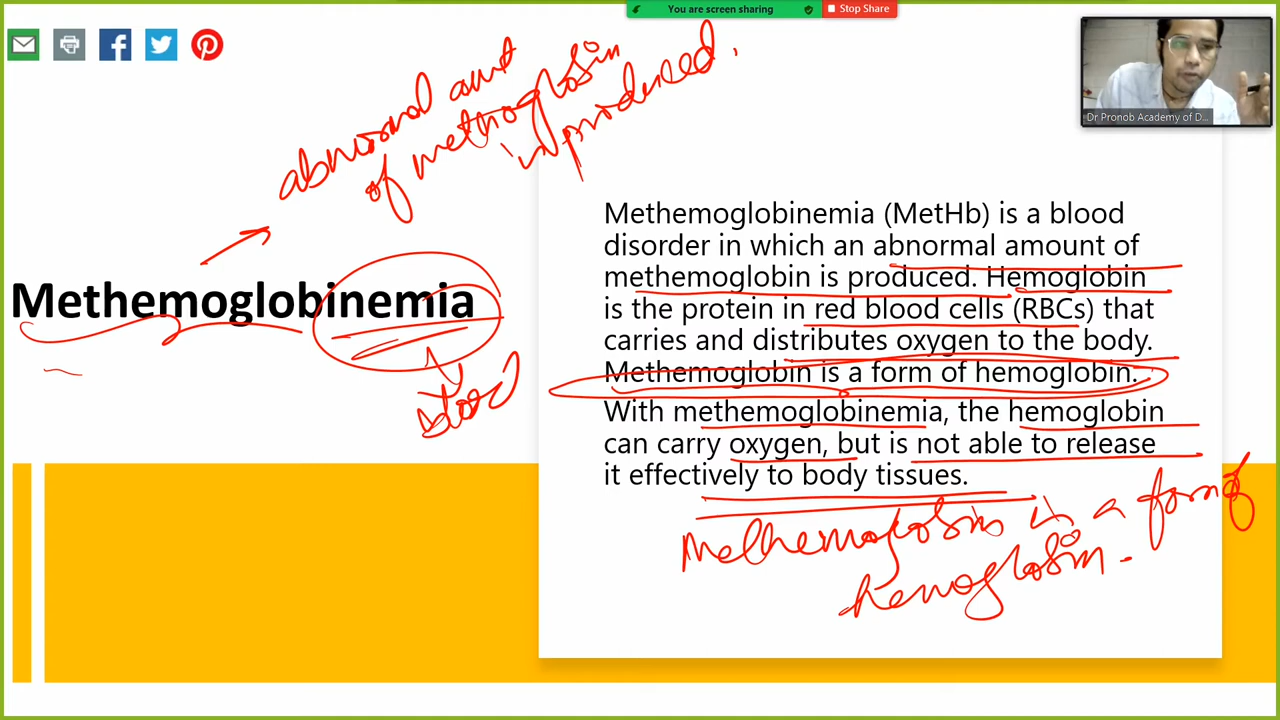 You are screen sharing
Stop Share
Dr Pronob Academy of D...
abnormal amt
of methoglobin
is produced.
Methemoglobinemia
blood
Methemoglobinemia (MetHb) is a blood
disorder in which an abnormal amount of
methemoglobin is produced. Hemoglobin
is the protein in red blood cells (RBCs) that
carries and distributes oxygen to the body.
Methemoglobin is a form of hemoglobin.
With methemoglobinemia, the hemoglobin
can carry oxygen, but is not able to release
it effectively to body tissues.
Methemoglobin is a form of
hemoglobin.